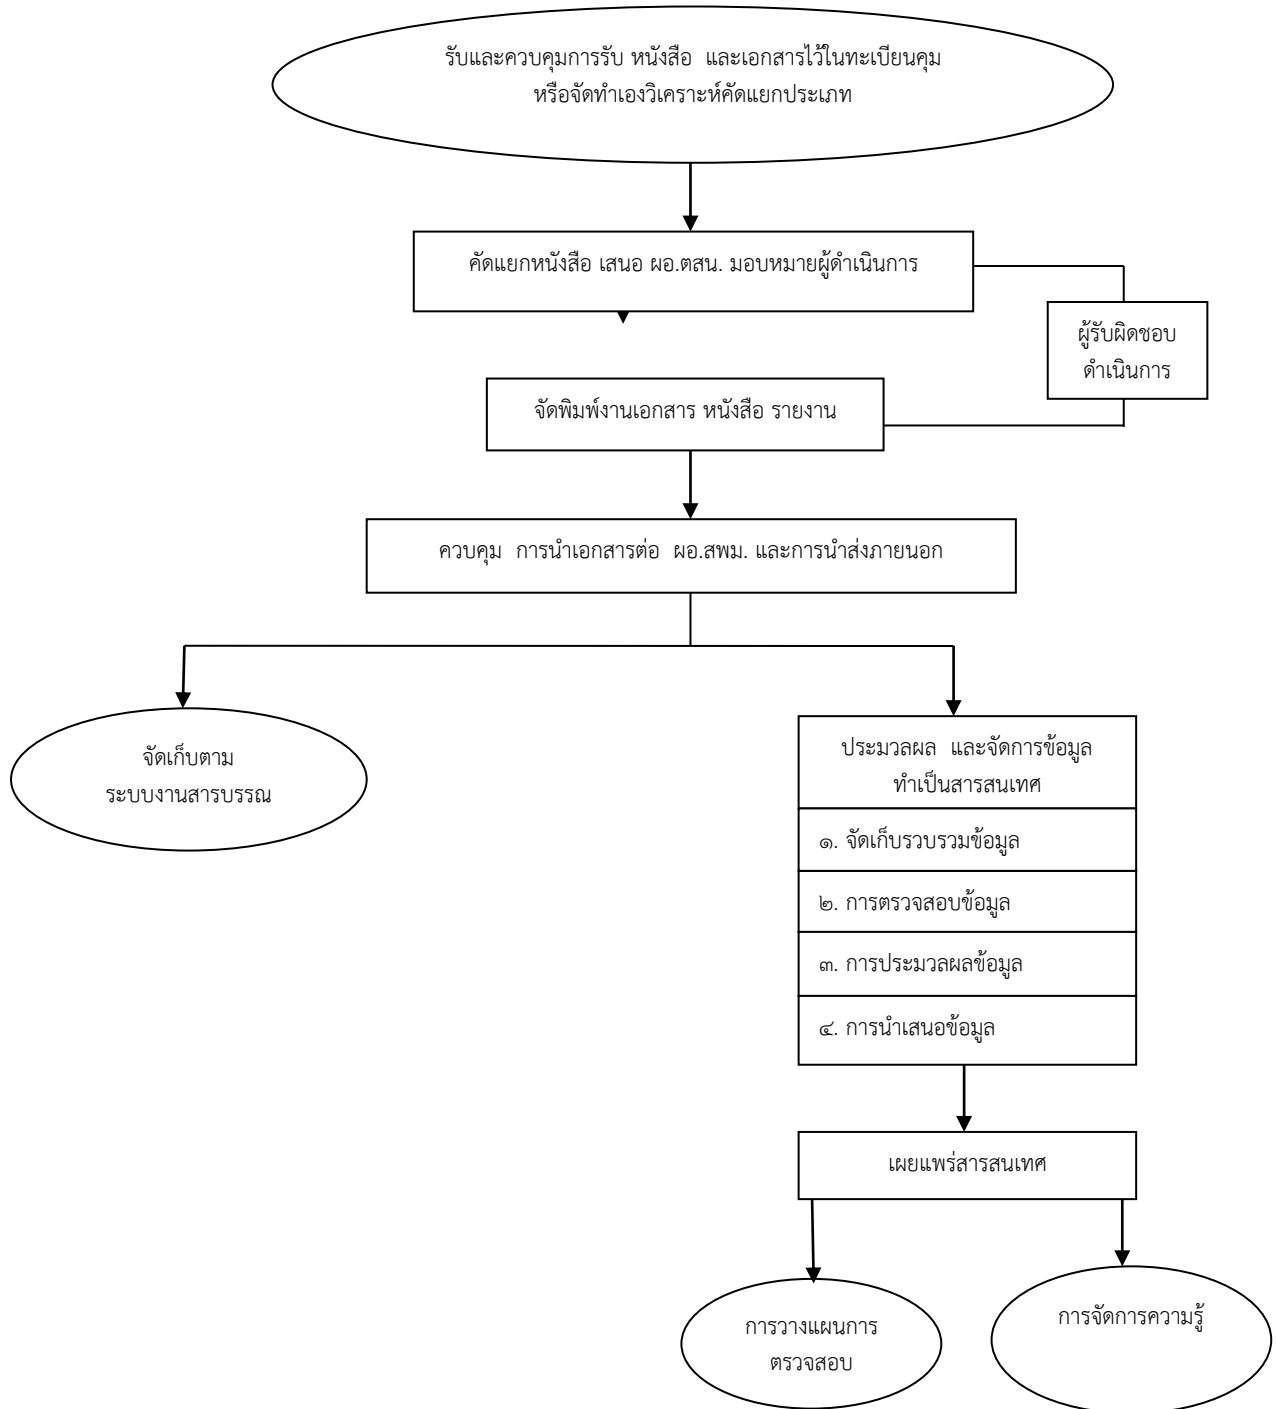 รับและควบคุมการรับ หนังสือ และเอกสารไว้ในทะเบียนคุม
หรือจัดทำเองวิเคราะห์คัดแยกประเภท
คัดแยกหนังสือ เสนอ ผอ.ตสน. มอบหมายผู้ดำเนินการ
ผู้รับผิดชอบ
ดำเนินการ
จัดพิมพ์งานเอกสาร หนังสือ รายงาน
ควบคุม การนำเอกสารต่อ ผอ.สพม. และการนำส่งภายนอก
จัดเก็บตาม
ระบบงานสารบรรณ
ประมวลผล และจัดการข้อมูล
ทำเป็นสารสนเทศ
๑. จัดเก็บรวบรวมข้อมูล
๒. การตรวจสอบข้อมูล
๓. การประมวลผลข้อมูล
๔. การนำเสนอข้อมูล
เผยแพร่สารสนเทศ
การวางแผนการ
ตรวจสอบ
การจัดการความรู้